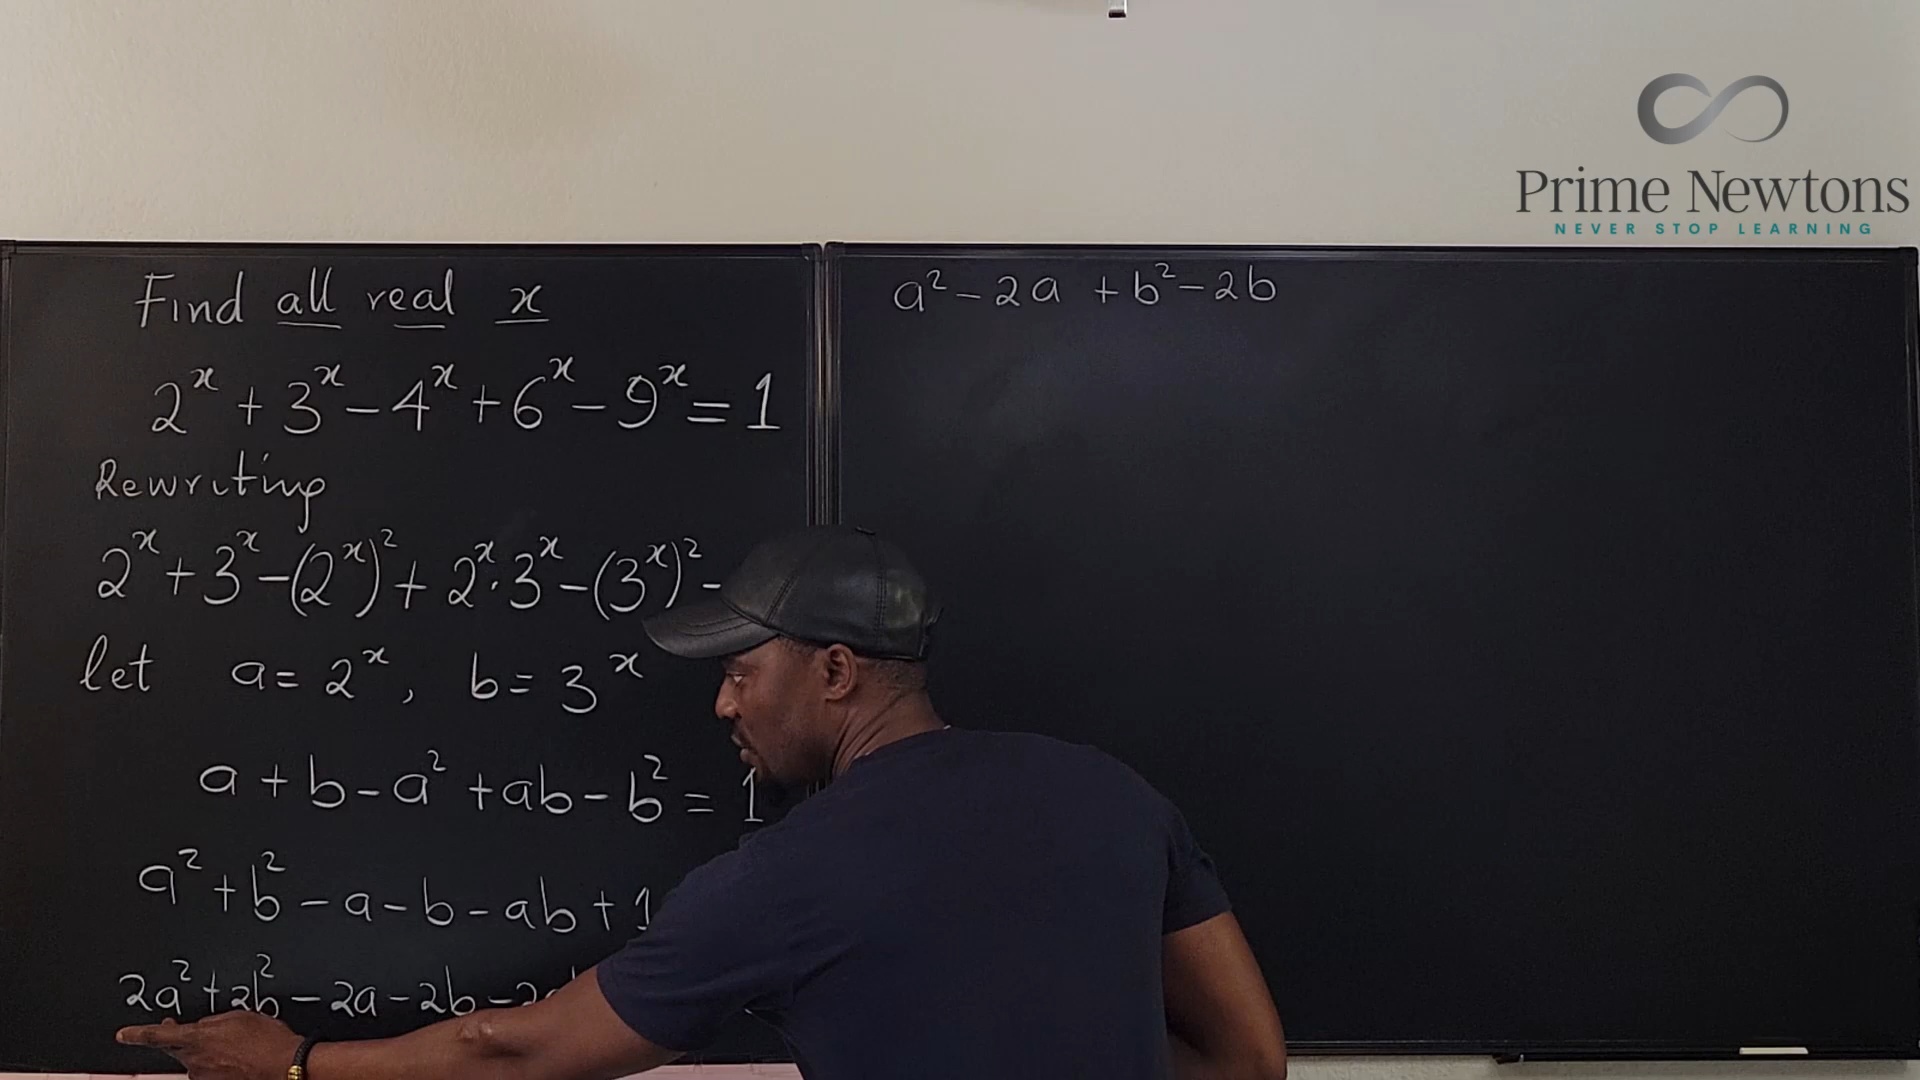 Prime Newtons
NEVER STOP LEARNING
Find all real x
2^x + 3^x - 4^x + 6^x - 9^x = 1
Rewriting
2^x + 3^x - (2^x)^2 + 2^x · 3^x - (3^x)^2 -
let a = 2^x, b = 3^x
a + b - a^2 + ab - b^2 = 1
a^2 + b^2 - a - b - ab + 1
2a^2 + 2b^2 - 2a - 2b - 2a
a^2 - 2a + b^2 - 2b